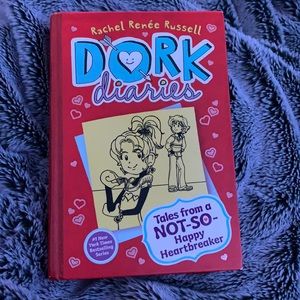 Rachel Renée Russell
DORK
diaries
Tales from a
NOT-SO-
Happy
Heartbreaker
#1 New
York Times
Bestselling
Series